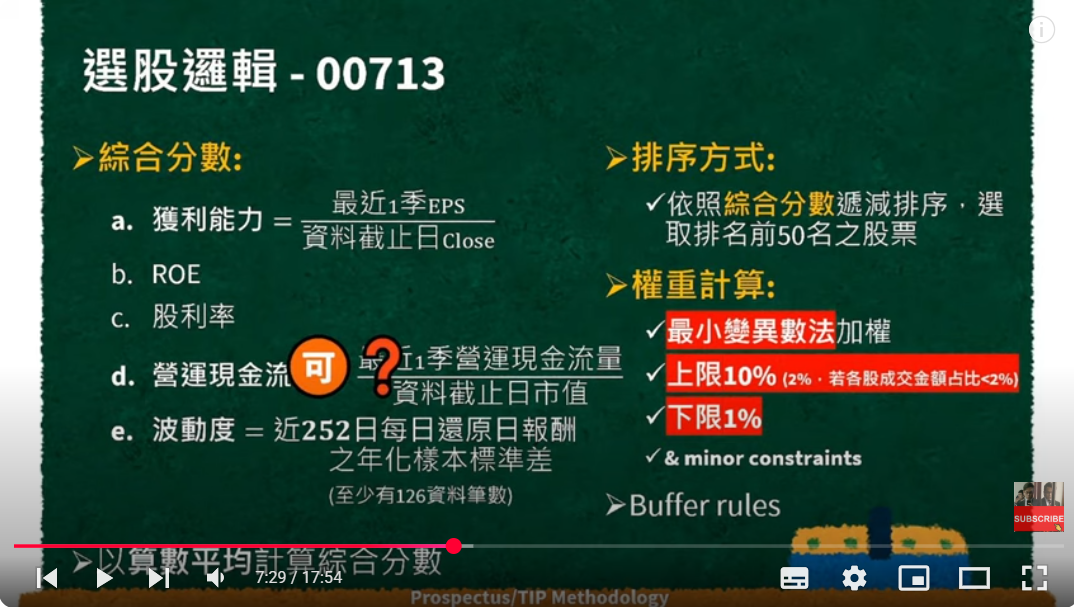 選股邏輯 - 00713
➢綜合分數:
a. 獲利能力 = 最近1季EPS
資料截止日Close
b. ROE
c. 股利率
d. 營運現金流
可
?
最近1季營運現金流量
資料截止日市值
e. 波動度 = 近252日每日還原日報酬
之年化樣本標準差
(至少有126資料筆數)
➢以算數平均計算綜合分數
➢排序方式:
✓依照綜合分數遞減排序，選
取排名前50名之股票
➢權重計算:
✓最小變異數法加權
✓上限10% (2%，若各股成交金額占比<2%)
✓下限1%
✓& minor constraints
➢Buffer rules
SUBSCRIBE
7:29 / 17:54
Prospectus/TIP Methodology